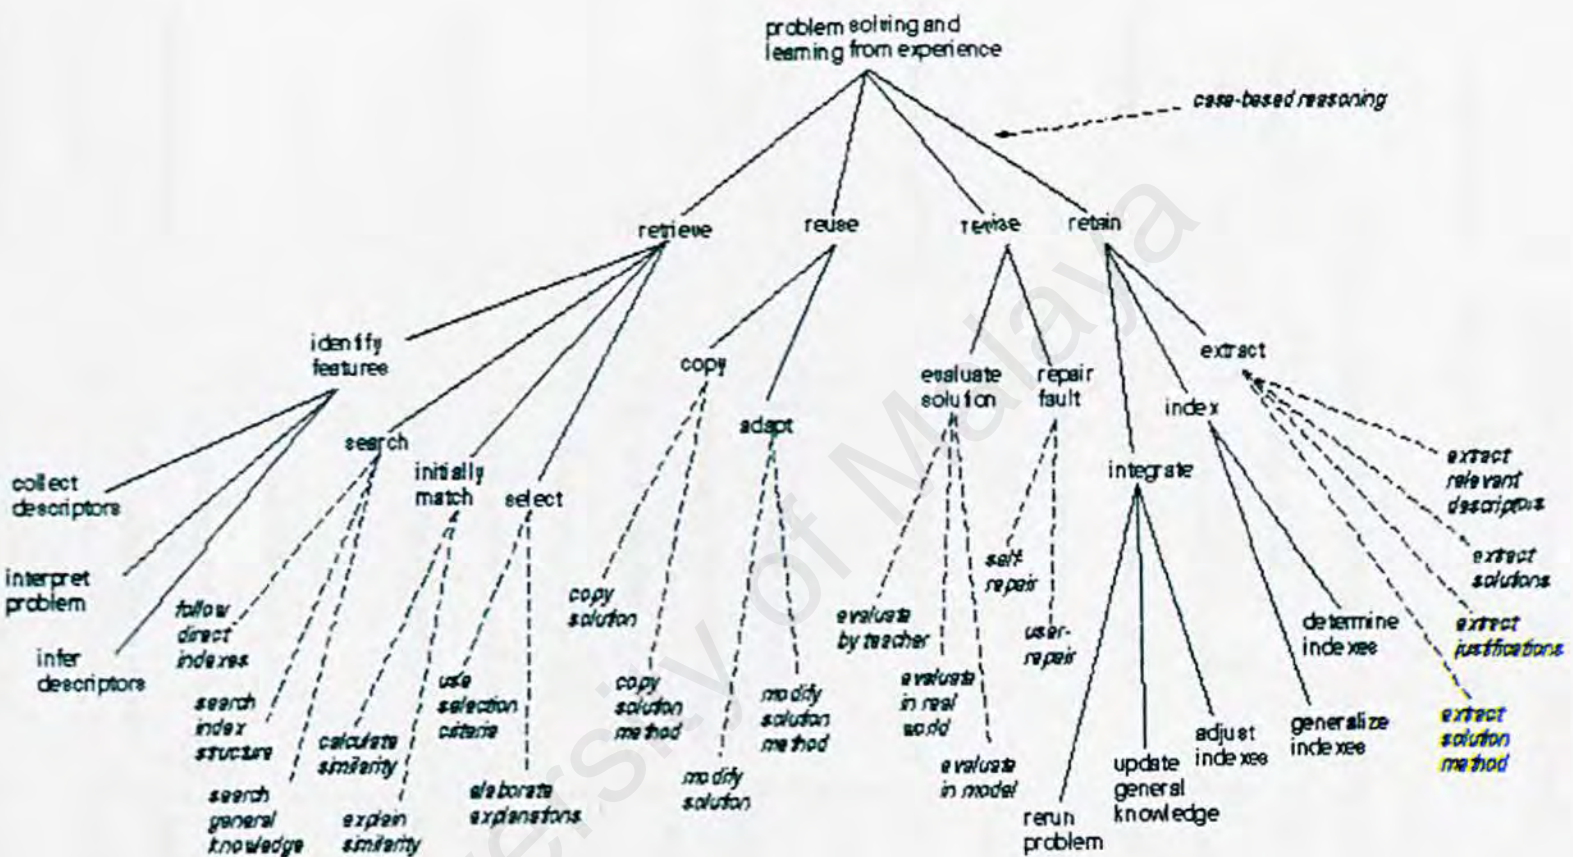 problem solving and
learning from experience
case-based reasoning
retrieve
reuse
revise
retain
identify
features
copy
evaluate
solution
repair
fault
extract
search
adapt
index
initially
match
select
integrate
collect
descriptors
extract
relevant
descriptors
interpret
problem
follow
direct
indexes
copy
solution
self-
repair
extract
solutions
infer
descriptors
evaluate
by teacher
user-
repair
determine
indexes
extract
justifications
search
index
structure
calculate
similarity
use
selection
criteria
copy
solution
method
modify
solution
method
evaluate
in real
world
adjust
indexes
generalize
indexes
extract
solution
method
search
general
knowledge
explain
similarity
elaborate
explanations
modify
solution
evaluate
in model
rerun
problem
update
general
knowledge
University of Malaya